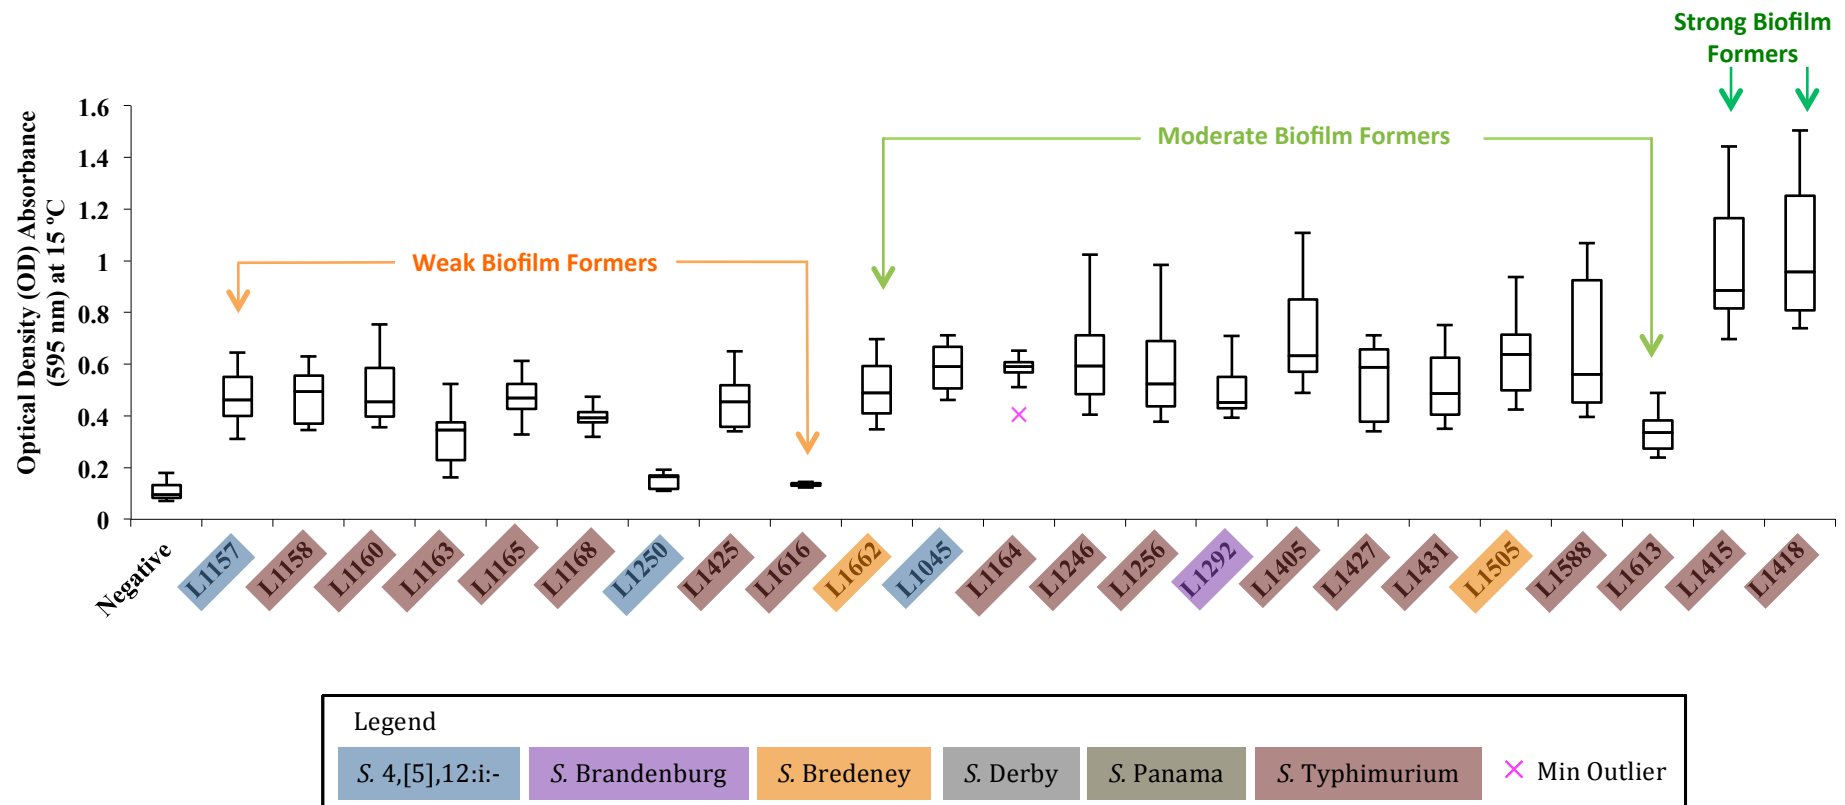 Strong Biofilm
Formers
Optical Density (OD) Absorbance
(595 nm) at 15 ºC
1.6
1.4
1.2
1
0.8
0.6
0.4
0.2
0
Moderate Biofilm Formers
Weak Biofilm Formers
Negative
L1157
L1158
L1160
L1163
L1165
L1168
L1250
L1425
L1616
L1662
L1045
L1164
L1246
L1256
L1292
L1405
L1427
L1431
L1505
L1588
L1613
L1415
L1418
Legend
S. 4,[5],12:i:- S. Brandenburg S. Bredeney S. Derby S. Panama S. Typhimurium Min Outlier